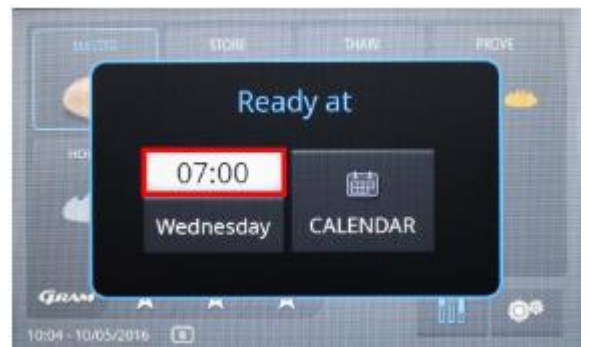 MASTER STORE THAW PROVE
Ready at
07:00
Wednesday
CALENDAR
GRAM
10:04 - 10/05/2016